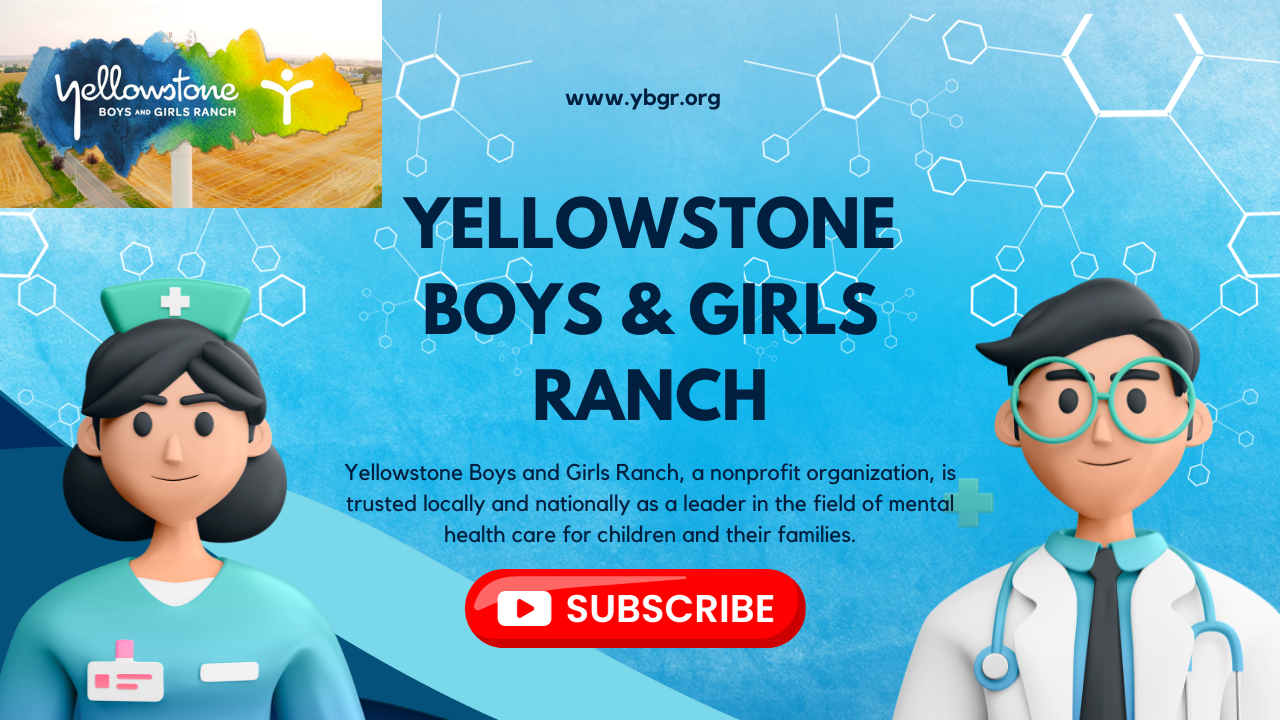 yellowstone
BOYS AND GIRLS RANCH
www.ybgr.org
YELLOWSTONE
BOYS & GIRLS
RANCH
Yellowstone Boys and Girls Ranch, a nonprofit organization, is
trusted locally and nationally as a leader in the field of mental
health care for children and their families.
SUBSCRIBE